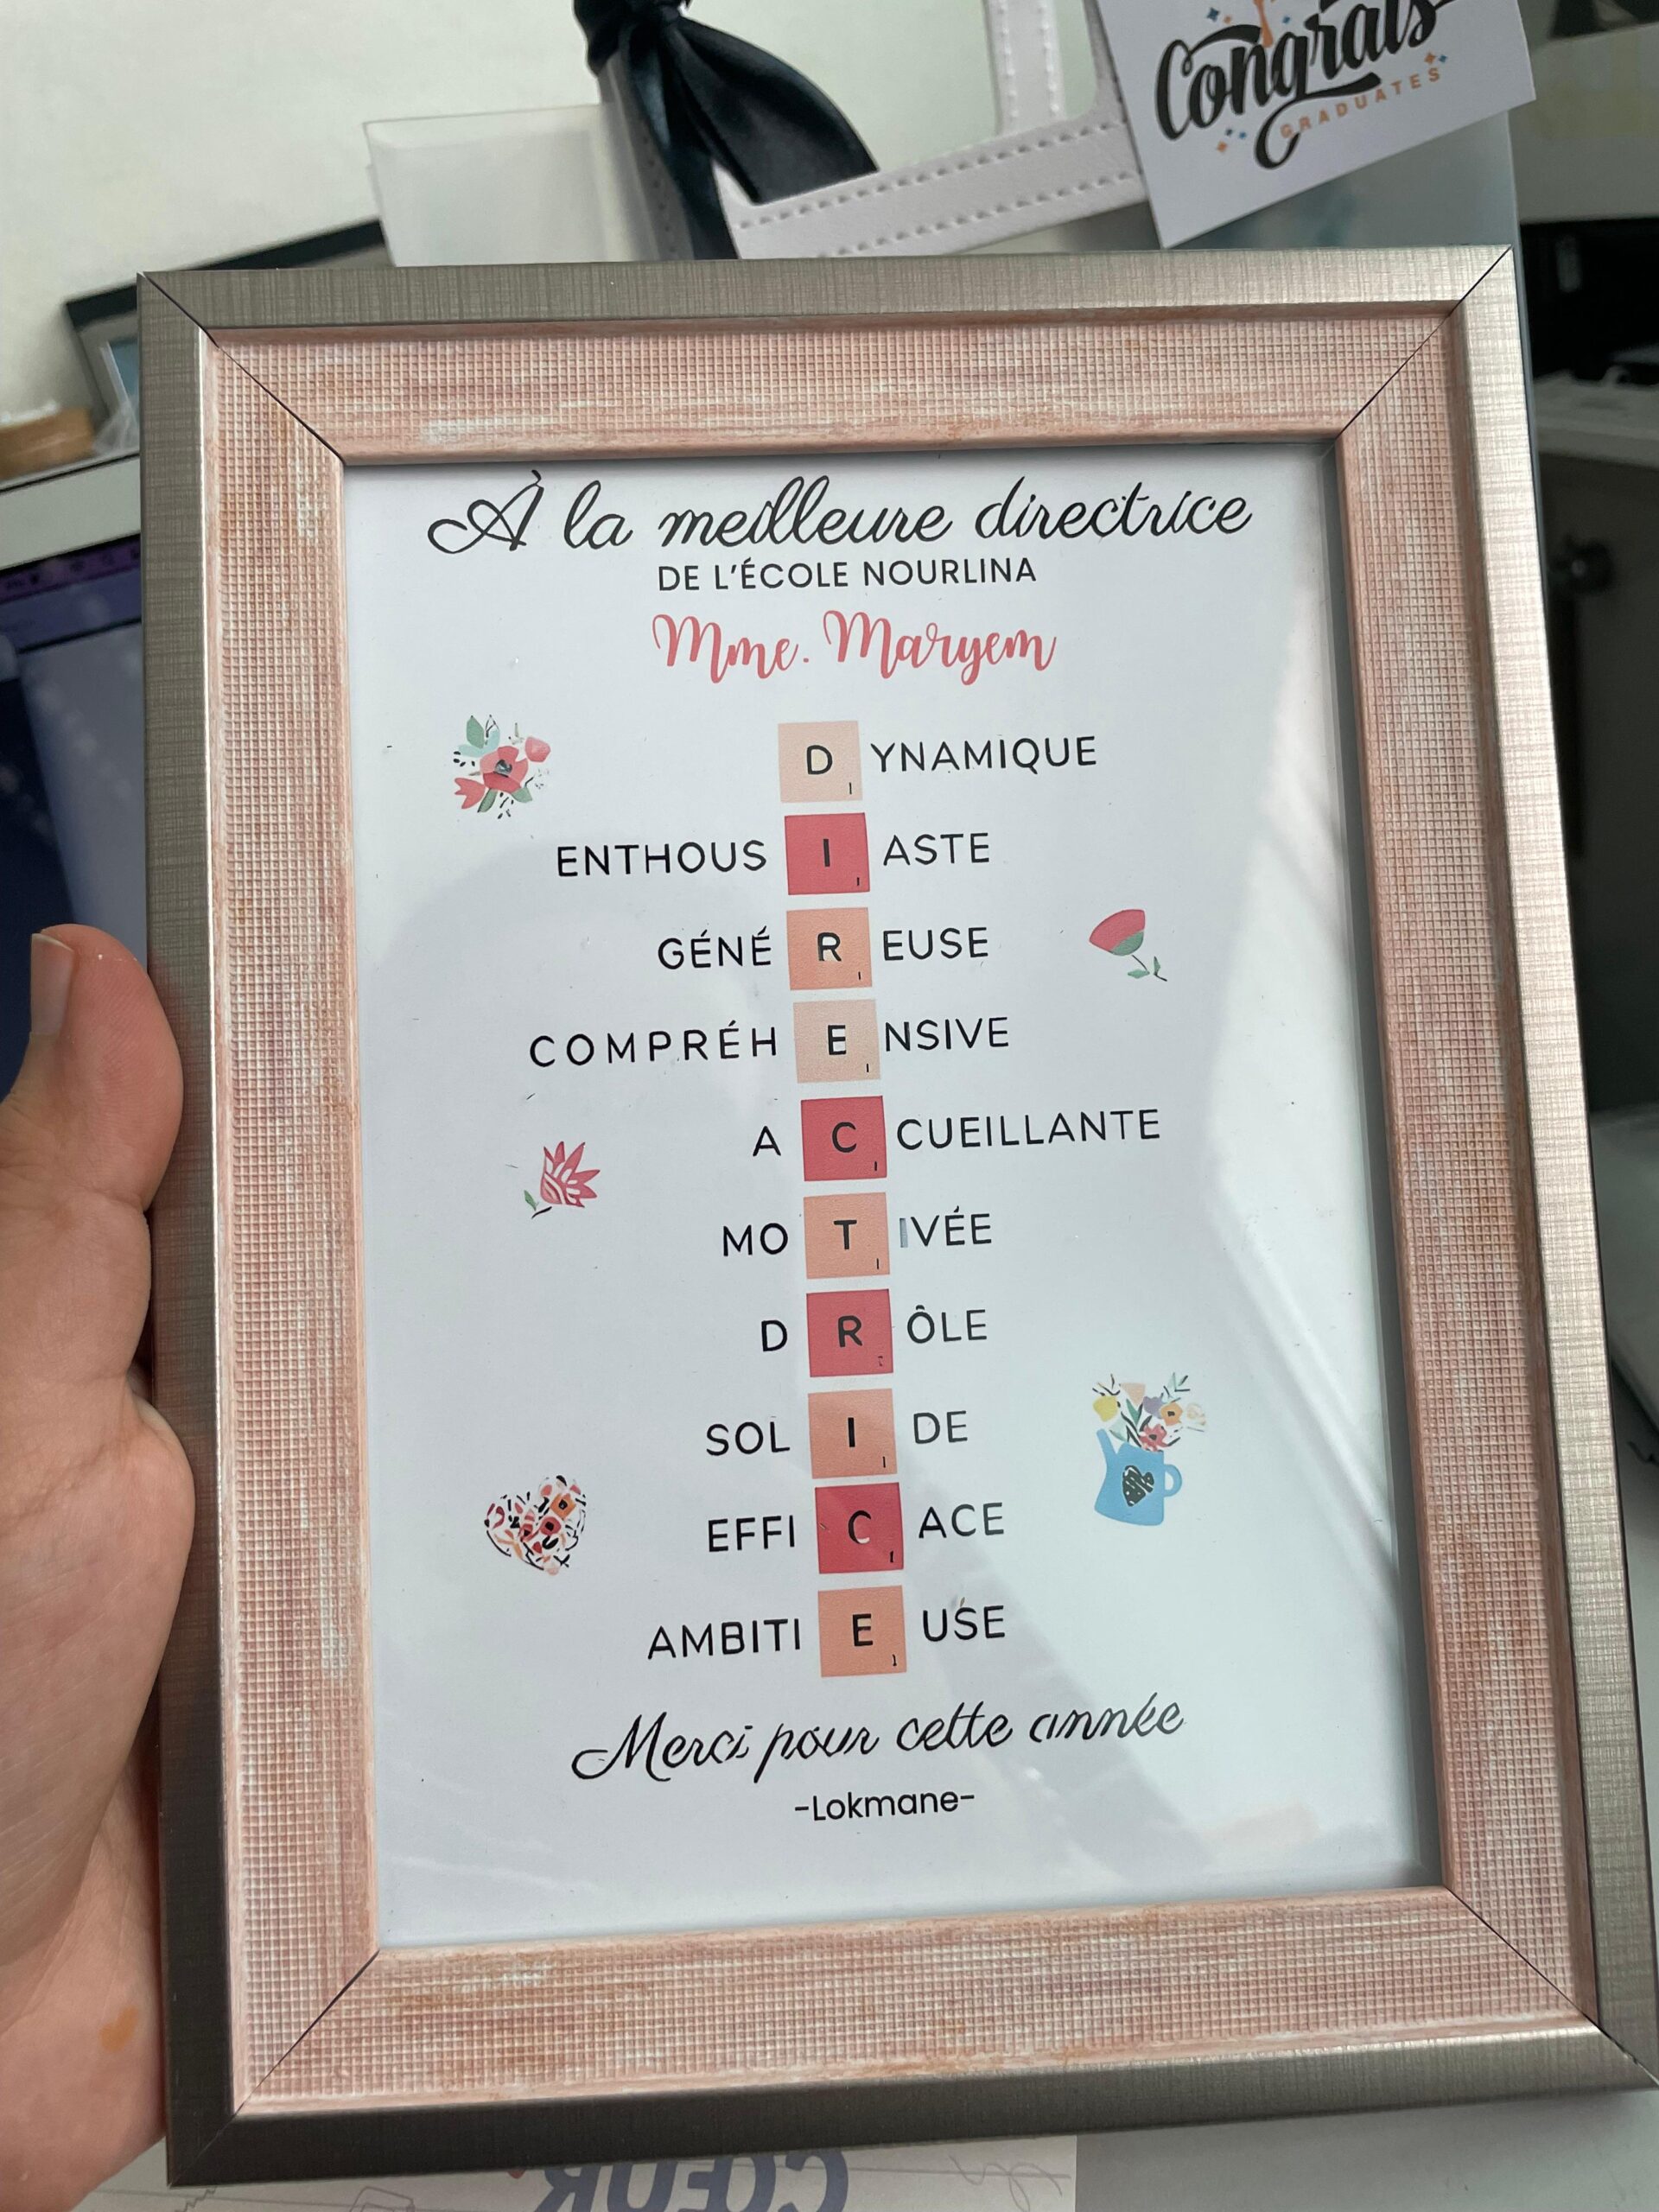 Congrats
GRADUATES
À la meilleure directrice
DE L'ÉCOLE NOURLINA
Mme. Maryem
DYNAMIQUE
ENTHOUSIASTE
GÉNÉREUSE
COMPRÉHENSIVE
ACCUEILLANTE
MOTIVÉE
DRÔLE
SOLIDE
EFFICACE
AMBITIEUSE
Merci pour cette année
-Lokmane-
CŒUR